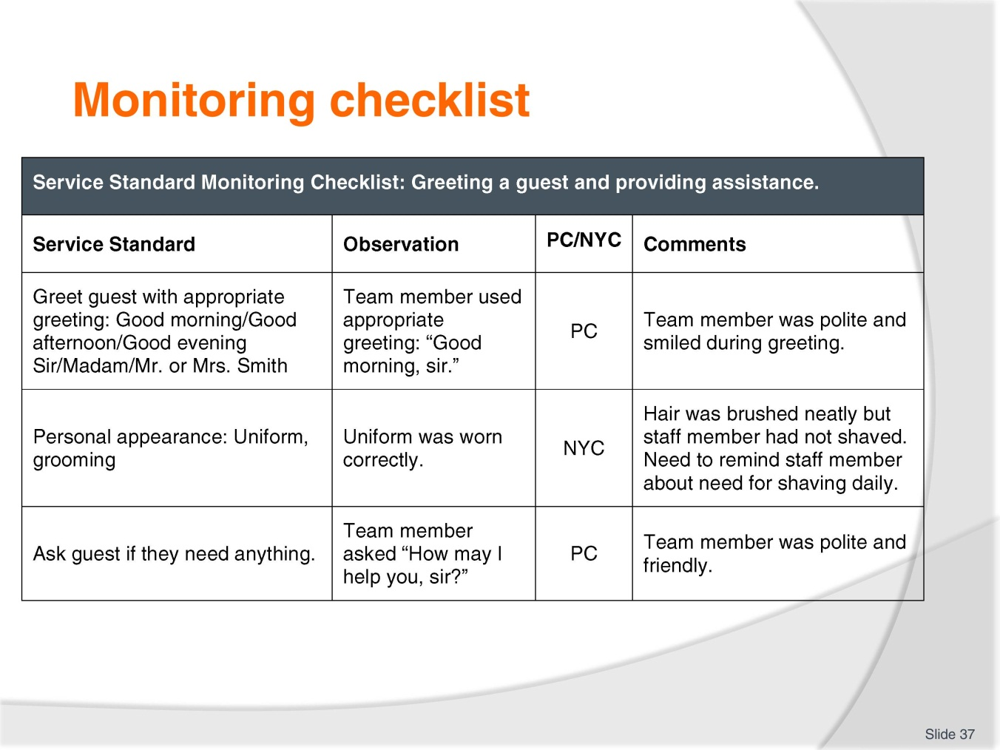 Monitoring checklist
Service Standard Monitoring Checklist: Greeting a guest and providing assistance.
Service Standard
Observation
PC/NYC
Comments
Greet guest with appropriate
greeting: Good morning/Good
afternoon/Good evening
Sir/Madam/Mr. or Mrs. Smith
Team member used
appropriate
greeting: “Good
morning, sir.”
PC
Team member was polite and
smiled during greeting.
Personal appearance: Uniform,
grooming
Uniform was worn
correctly.
NYC
Hair was brushed neatly but
staff member had not shaved.
Need to remind staff member
about need for shaving daily.
Ask guest if they need anything.
Team member
asked “How may I
help you, sir?”
PC
Team member was polite and
friendly.
Slide 37